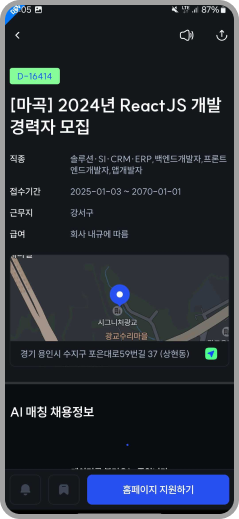 9:05
87%
D-16414
[마곡] 2024년 ReactJS 개발
경력자 모집
직종
솔루션·SI·CRM·ERP,백엔드개발자,프론트
엔드개발자,앱개발자
접수기간
2025-01-03 ~ 2070-01-01
근무지
강서구
급여
회사 내규에 따름
시그니처광교
광교수리마을
경기 용인시 수지구 포은대로59번길 37 (상현동)
AI 매칭 채용정보
홈페이지 지원하기